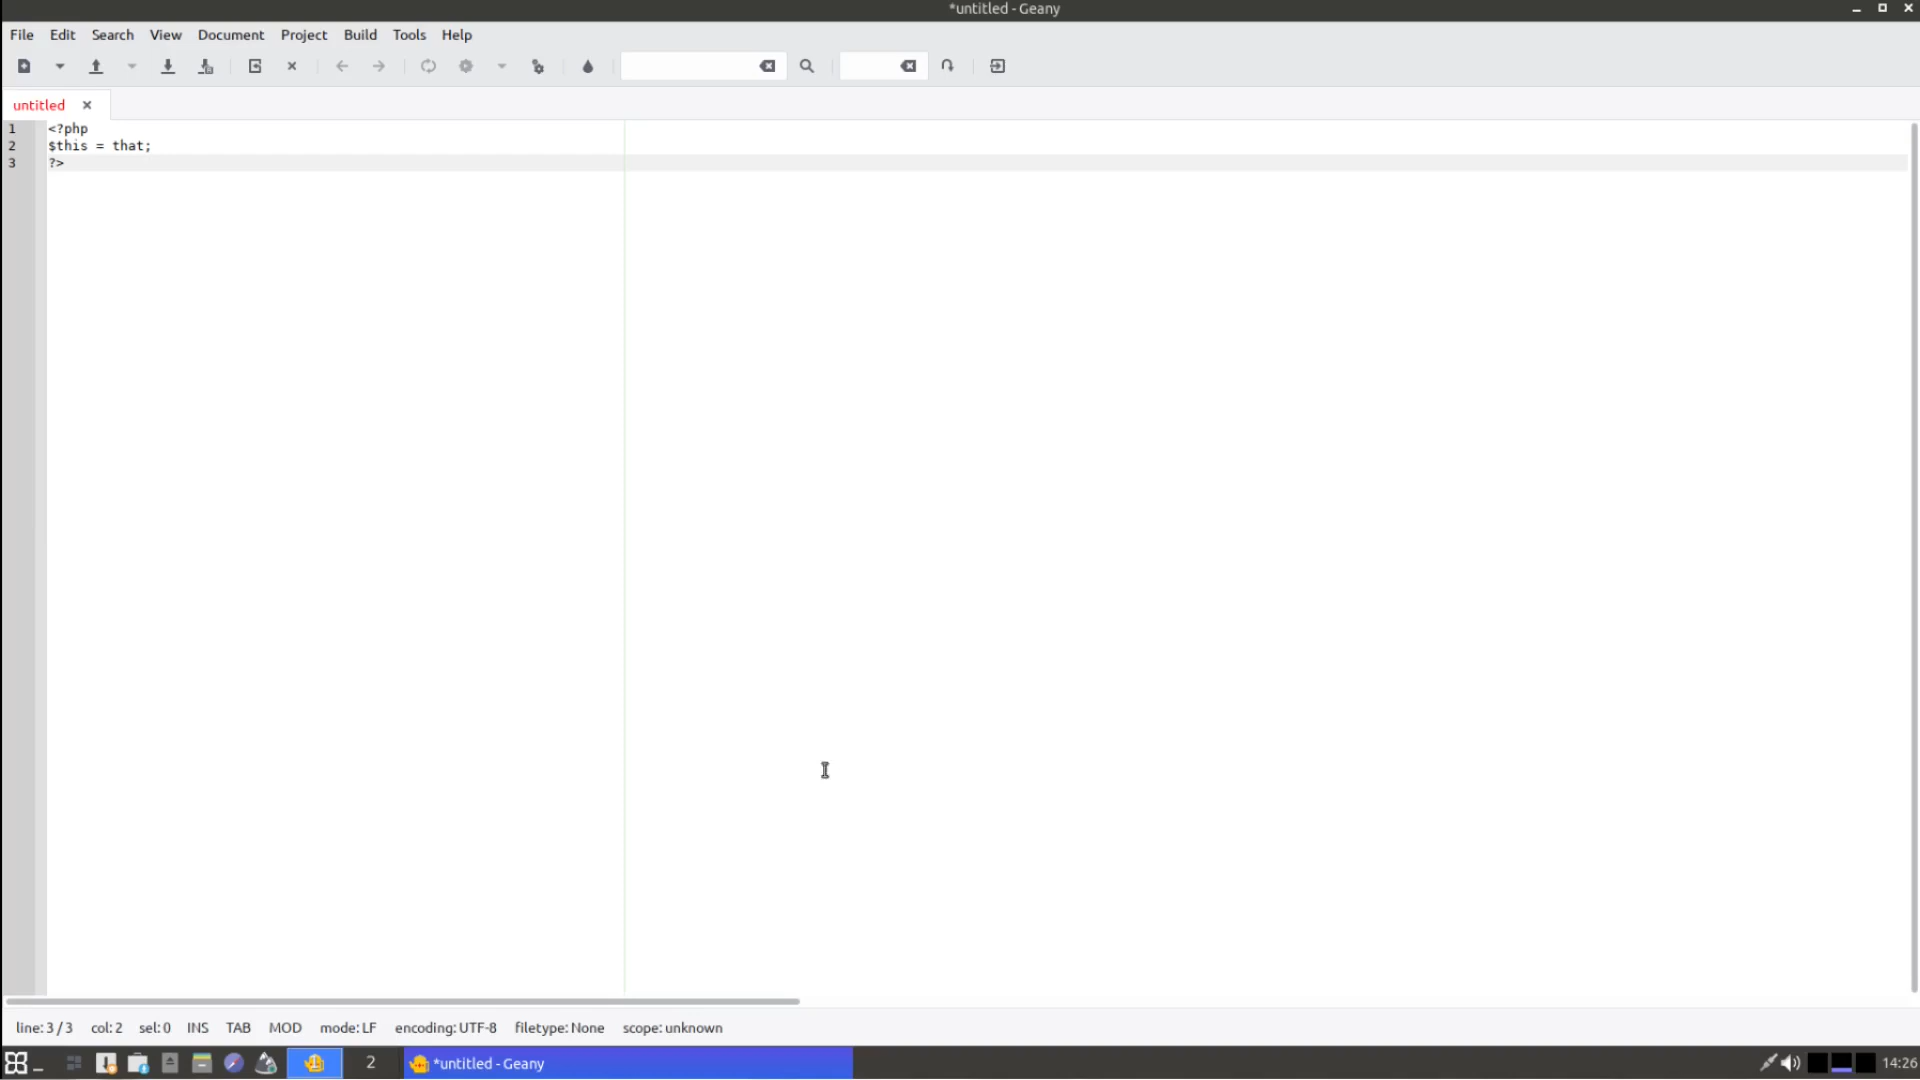 *untitled - Geany
File Edit Search View Document Project Build Tools Help
untitled
1 <?php
2 $this = that;
3 ?>
line: 3 / 3 col: 2 sel: 0 INS TAB MOD mode: LF encoding: UTF-8 filetype: None scope: unknown
2 *untitled - Geany 14:26